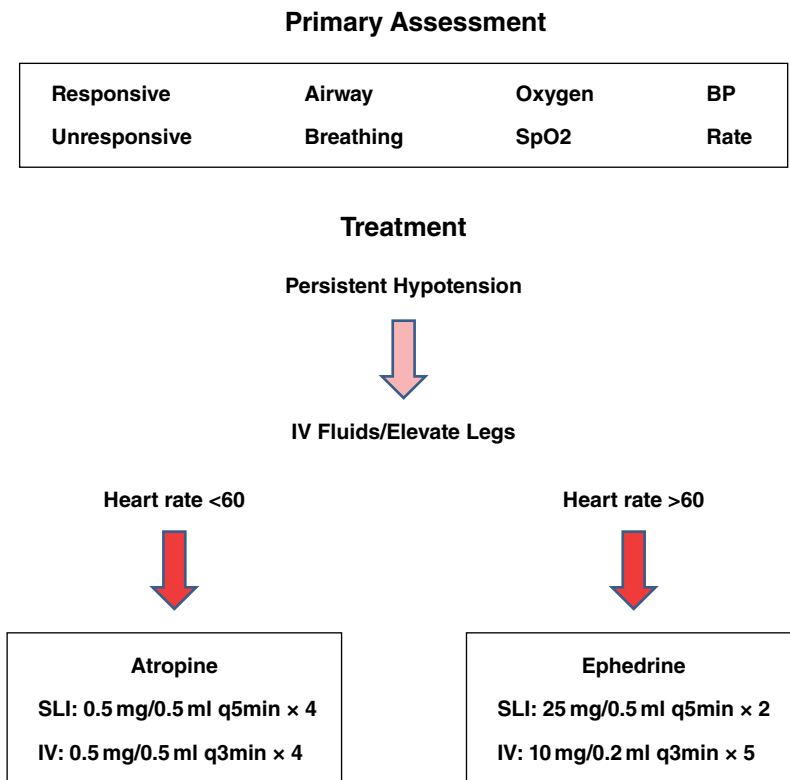 Primary Assessment
Responsive Airway Oxygen BP
Unresponsive Breathing SpO2 Rate
Treatment
Persistent Hypotension
IV Fluids/Elevate Legs
Heart rate <60 Heart rate >60
Atropine
SLI: 0.5 mg/0.5 ml q5min × 4
IV: 0.5 mg/0.5 ml q3min × 4
Ephedrine
SLI: 25 mg/0.5 ml q5min × 2
IV: 10 mg/0.2 ml q3min × 5